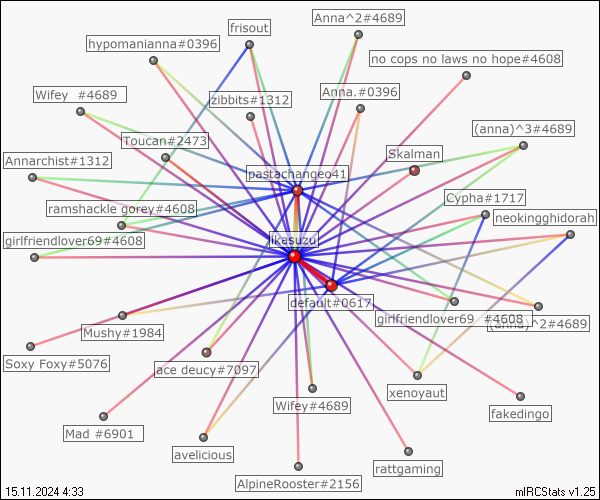 Anna^2#4689
frisout
hypomanianna#0396
no cops no laws no hope#4608
Wifey  #4689
zibbits#1312
Anna.#0396
(anna)^3#4689
Toucan#2473
Annarchist#1312
Skalman
pastachangeo41
Cypha#1717
ramshackle gorey#4608
neokingghidorah
girlfriendlover69#4608
likasuzu
default#0617
girlfriendlover69  #4608
(anna)^2#4689
Mushy#1984
Soxy Foxy#5076
ace deucy#7097
xenoyaut
Wifey#4689
fakedingo
Mad #6901
avelicious
rattgaming
AlpineRooster#2156
15.11.2024 4:33
mIRCStats v1.25